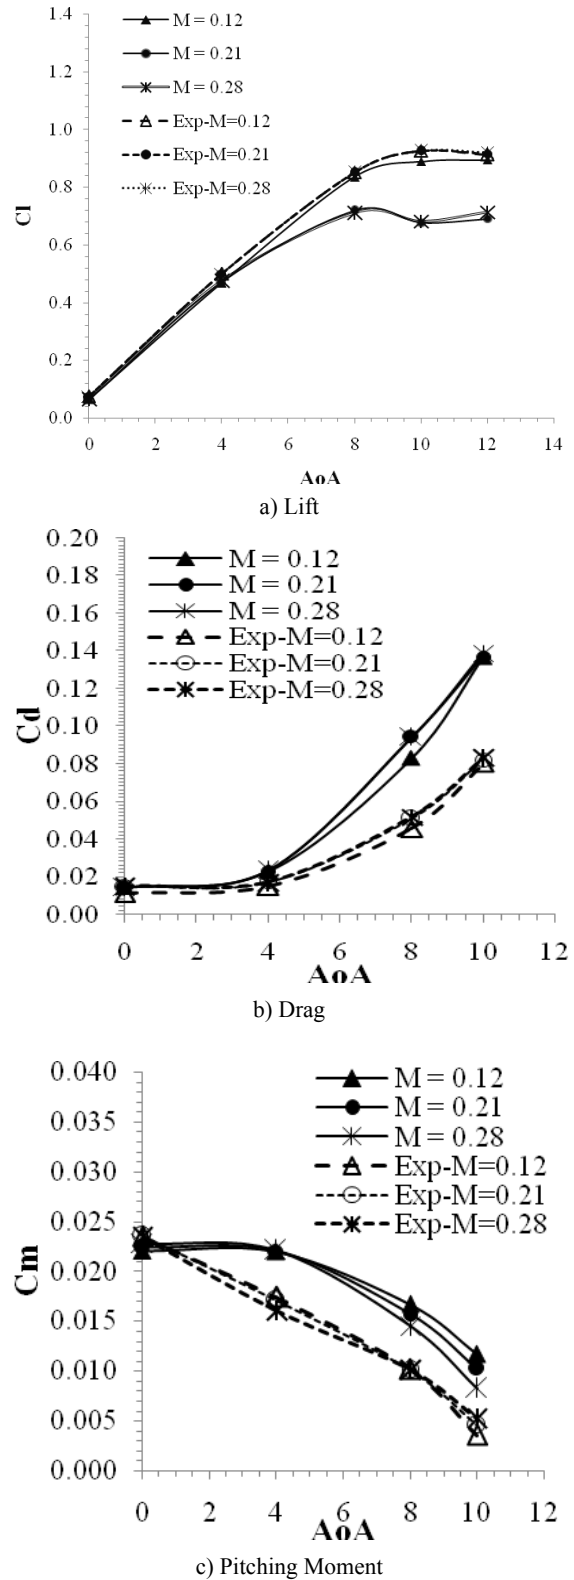 1.4
1.2
1.0
0.8
0.6
0.4
0.2
0.0
Cl
M = 0.12
M = 0.21
M = 0.28
Exp-M=0.12
Exp-M=0.21
Exp-M=0.28
0 2 4 6 8 10 12 14
AoA
a) Lift
0.20
0.18
0.16
0.14
0.12
0.10
0.08
0.06
0.04
0.02
0.00
Cd
M = 0.12
M = 0.21
M = 0.28
Exp-M=0.12
Exp-M=0.21
Exp-M=0.28
0 2 4 6 8 10 12
AoA
b) Drag
0.040
0.035
0.030
0.025
0.020
0.015
0.010
0.005
0.000
Cm
M = 0.12
M = 0.21
M = 0.28
Exp-M=0.12
Exp-M=0.21
Exp-M=0.28
0 2 4 6 8 10 12
AoA
c) Pitching Moment